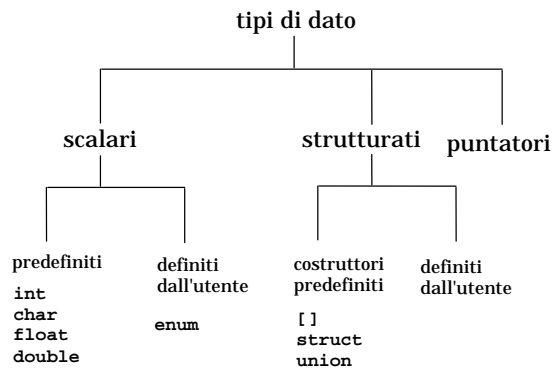 tipi di dato
scalari
strutturati
puntatori
predefiniti
int
char
float
double
definiti
dall'utente
enum
costruttori
predefiniti
[]
struct
union
definiti
dall'utente